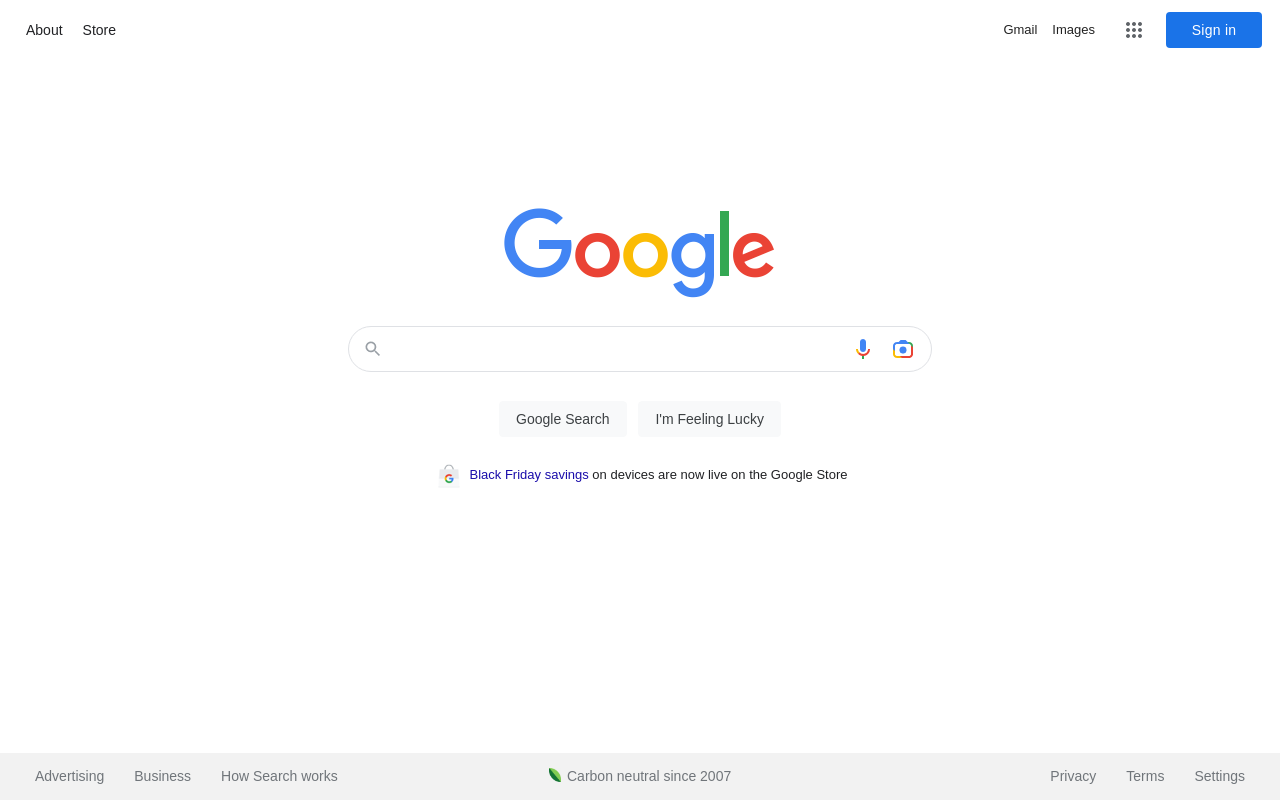 About Store Gmail Images Sign in
Google
Google Search I'm Feeling Lucky
Black Friday savings on devices are now live on the Google Store
Advertising Business How Search works Carbon neutral since 2007 Privacy Terms Settings